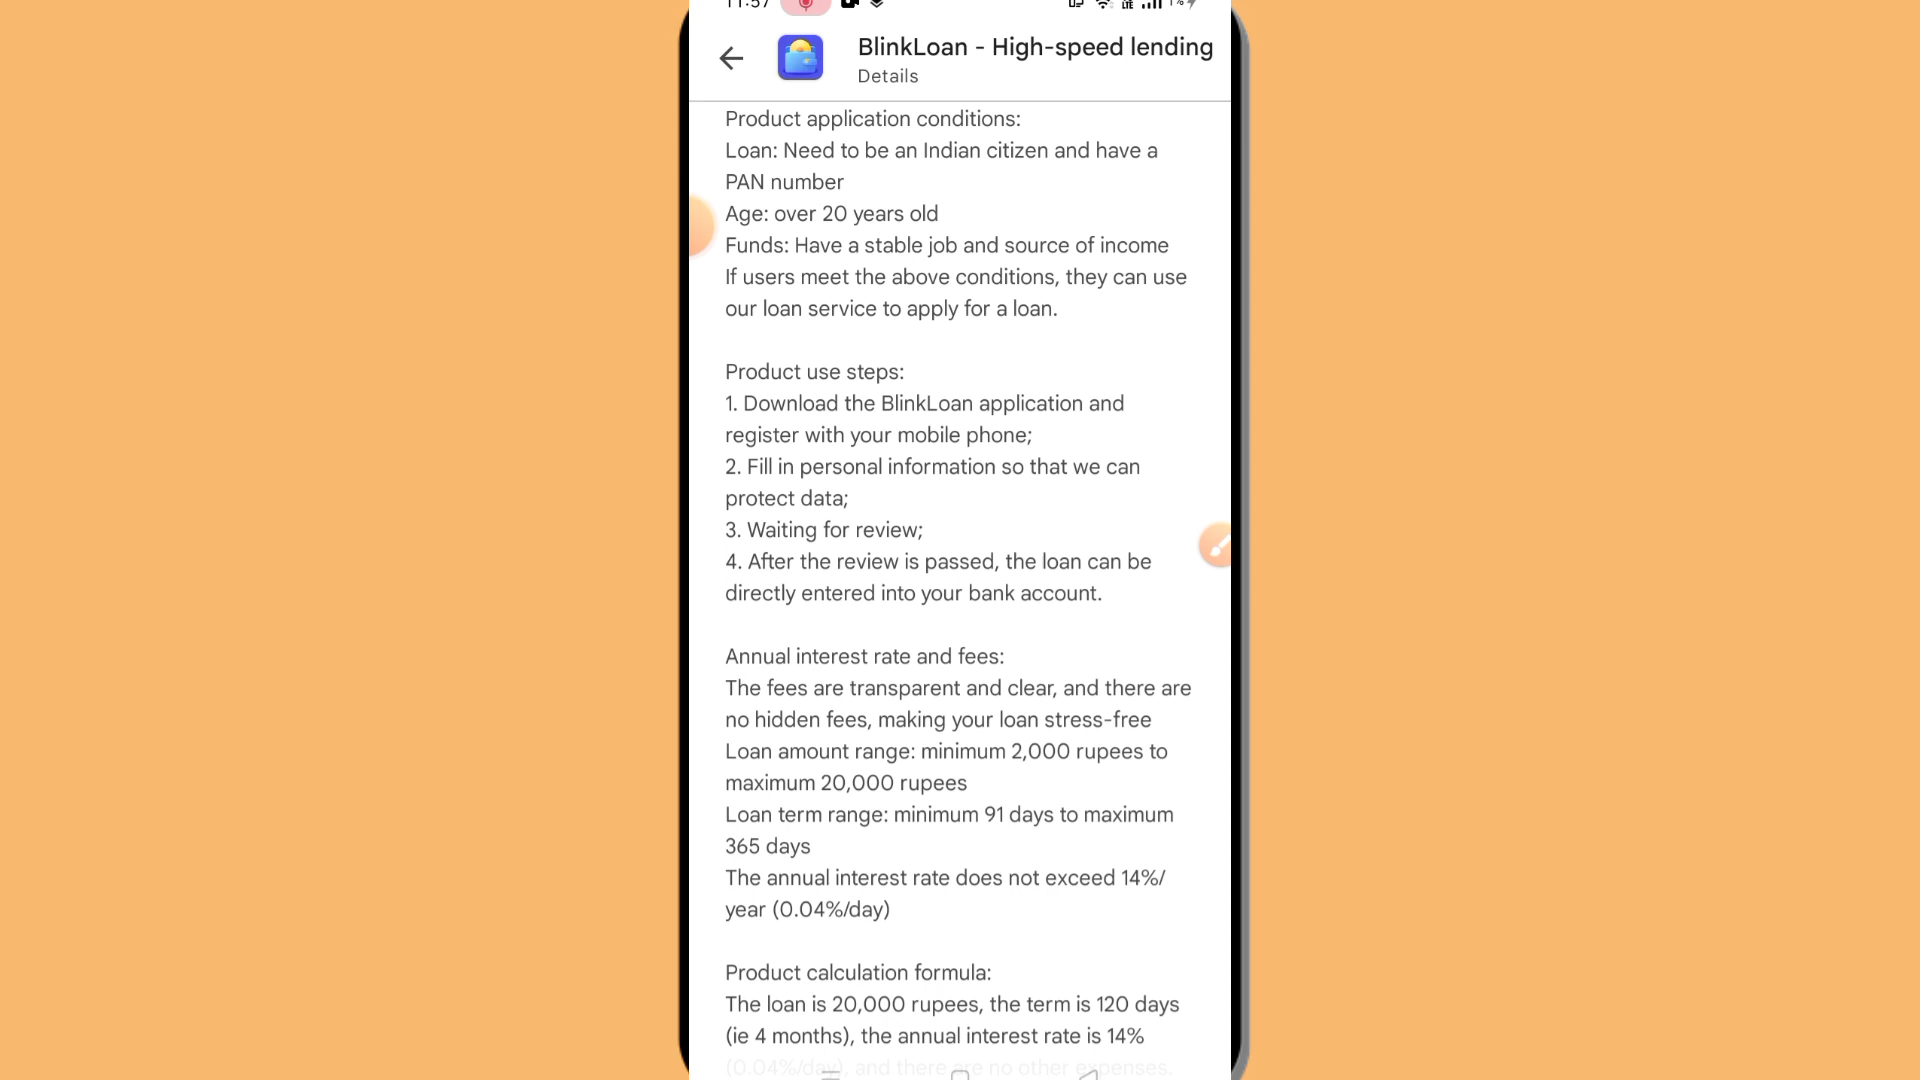 11:57
BlinkLoan - High-speed lending
Details
Product application conditions:
Loan: Need to be an Indian citizen and have a
PAN number
Age: over 20 years old
Funds: Have a stable job and source of income
If users meet the above conditions, they can use
our loan service to apply for a loan.
Product use steps:
1. Download the BlinkLoan application and
register with your mobile phone;
2. Fill in personal information so that we can
protect data;
3. Waiting for review;
4. After the review is passed, the loan can be
directly entered into your bank account.
Annual interest rate and fees:
The fees are transparent and clear, and there are
no hidden fees, making your loan stress-free
Loan amount range: minimum 2,000 rupees to
maximum 20,000 rupees
Loan term range: minimum 91 days to maximum
365 days
The annual interest rate does not exceed 14%/
year (0.04%/day)
Product calculation formula:
The loan is 20,000 rupees, the term is 120 days
(ie 4 months), the annual interest rate is 14%
(0.04%/day), and there are no other expenses.